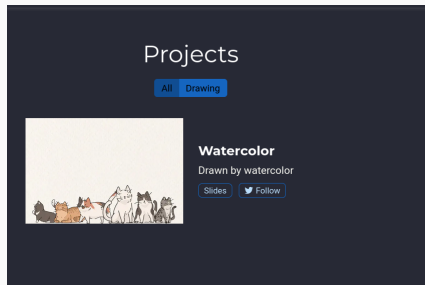 Projects
All Drawing
Watercolor
Drawn by watercolor
Slides Follow